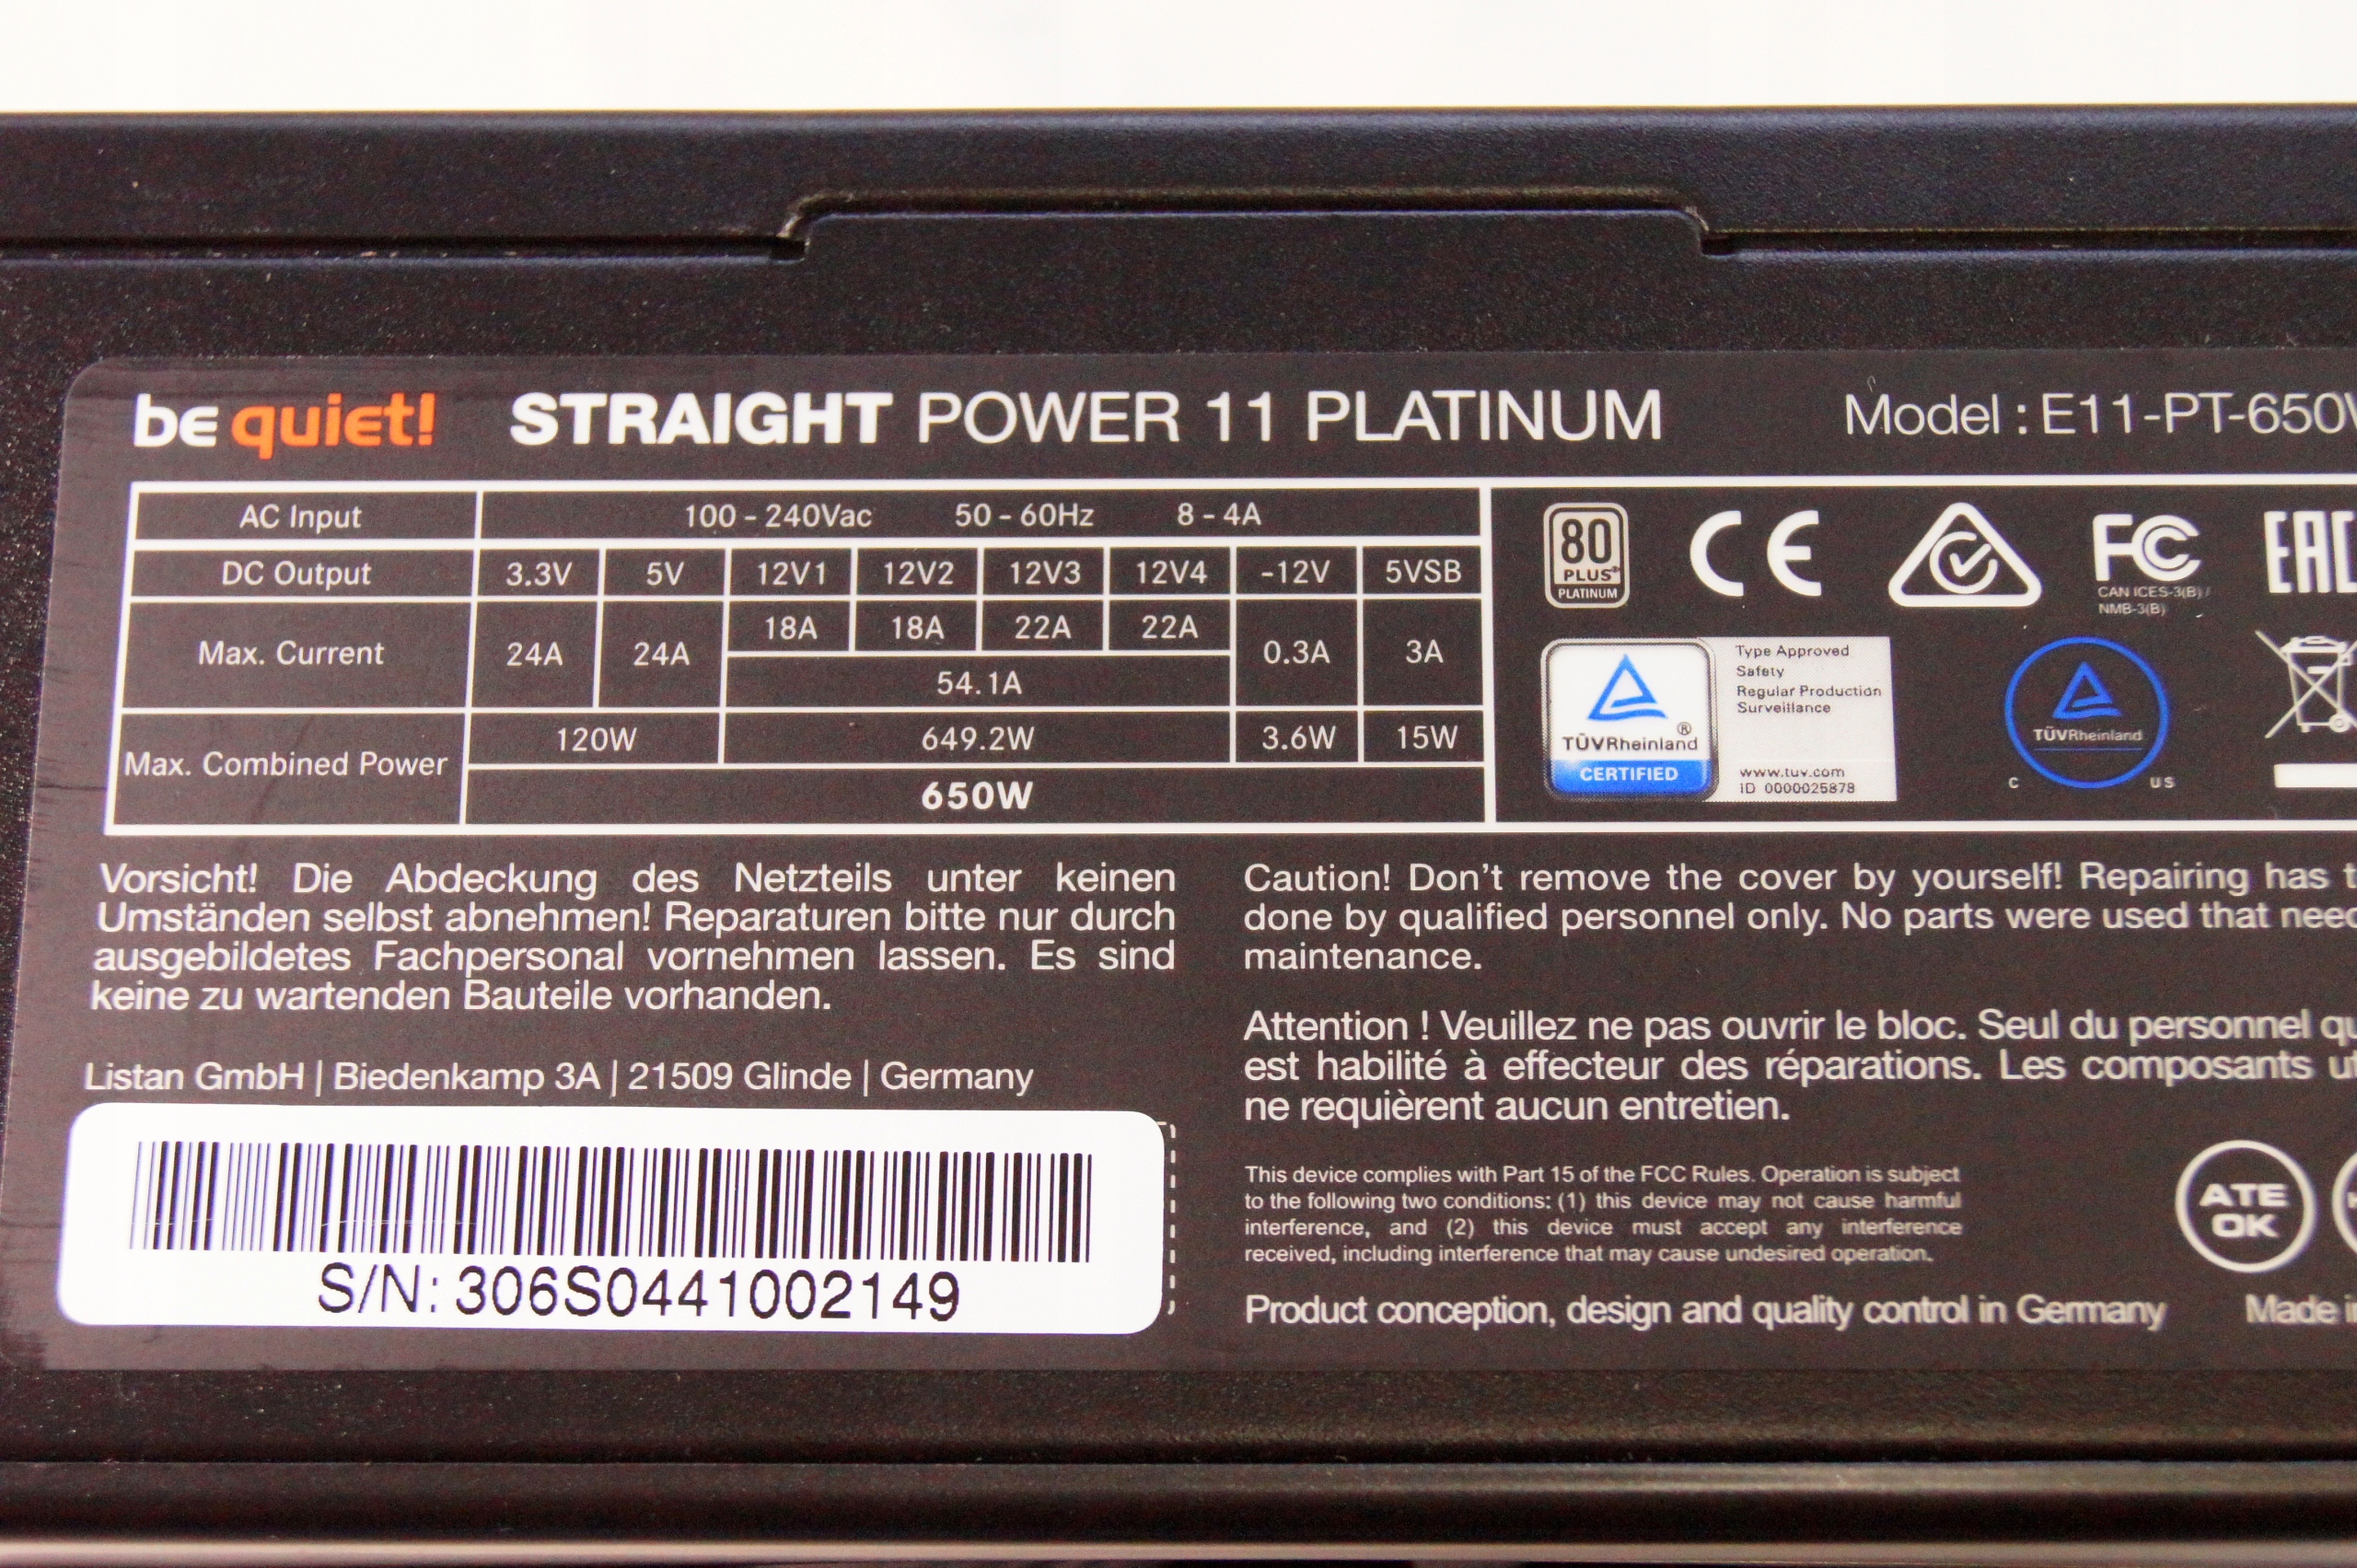 be quiet! STRAIGHT POWER 11 PLATINUM Model : E11-PT-650
AC Input 100 - 240Vac 50 - 60Hz 8 - 4A
DC Output 3.3V 5V 12V1 12V2 12V3 12V4 -12V 5VSB
Max. Current 24A 24A 18A 18A 22A 22A 0.3A 3A
54.1A
Max. Combined Power 120W 649.2W 3.6W 15W
650W
80 PLUS® PLATINUM
CE
FC
CAN ICES-3(B) /
NMB-3(B)
EAC
TÜVRheinland ®
CERTIFIED
Type Approved
Safety
Regular Production
Surveillance
www.tuv.com
ID 0000025878
TÜVRheinland
C US
Vorsicht! Die Abdeckung des Netzteils unter keinen
Umständen selbst abnehmen! Reparaturen bitte nur durch
ausgebildetes Fachpersonal vornehmen lassen. Es sind
keine zu wartenden Bauteile vorhanden.
Listan GmbH | Biedenkamp 3A | 21509 Glinde | Germany
S/N: 306S0441002149
Caution! Don't remove the cover by yourself! Repairing has
done by qualified personnel only. No parts were used that need
maintenance.
Attention ! Veuillez ne pas ouvrir le bloc. Seul du personnel
est habilité à effecteur des réparations. Les composants
ne requièrent aucun entretien.
This device complies with Part 15 of the FCC Rules. Operation is subject
to the following two conditions: (1) this device may not cause harmful
interference, and (2) this device must accept any interference
received, including interference that may cause undesired operation.
ATE
OK
Product conception, design and quality control in Germany Made